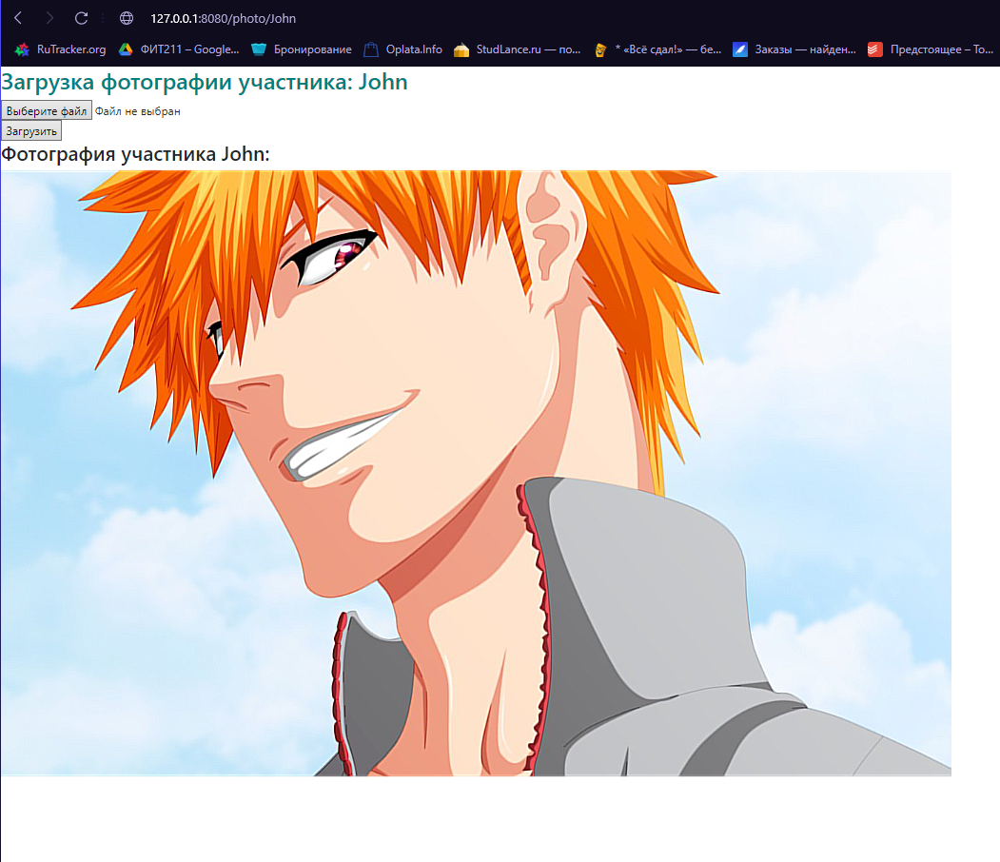 127.0.0.1:8080/photo/John
RuTracker.org ФИТ211 – Google... Бронирование Oplata.Info StudLance.ru — по... * «Всё сдал!» — бе... Заказы — найден... Предстоящее – To...
Загрузка фотографии участника: John
Выберите файл Файл не выбран
Загрузить
Фотография участника John: